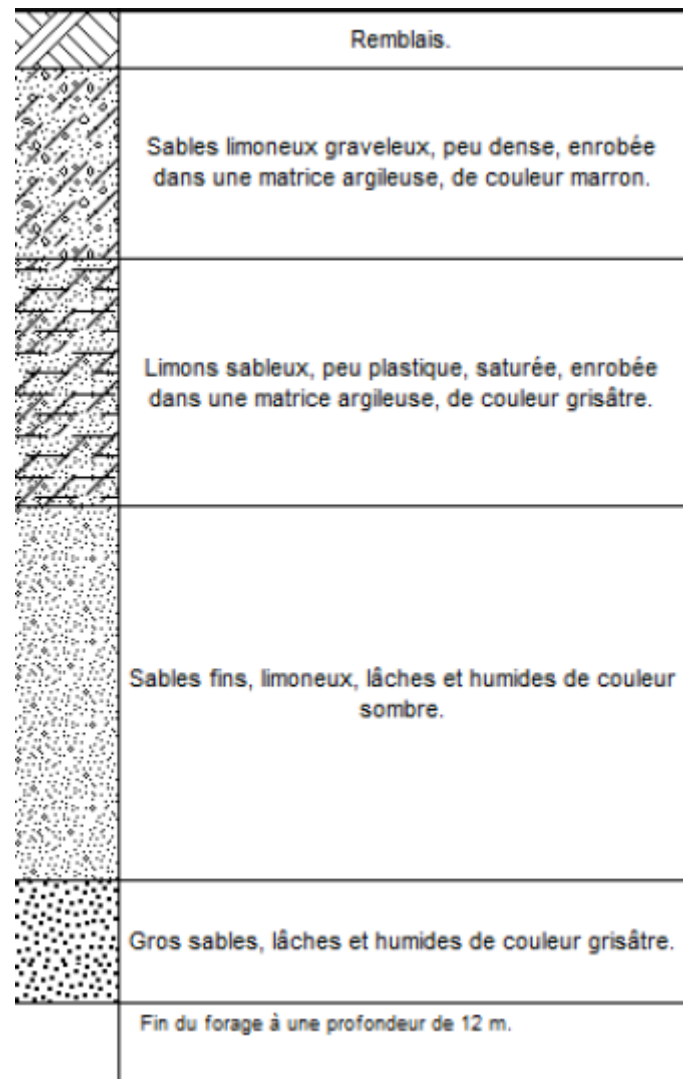 Remblais.
Sables limoneux graveleux, peu dense, enrobée
dans une matrice argileuse, de couleur marron.
Limons sableux, peu plastique, saturée, enrobée
dans une matrice argileuse, de couleur grisâtre.
Sables fins, limoneux, lâches et humides de couleur
sombre.
Gros sables, lâches et humides de couleur grisâtre.
Fin du forage à une profondeur de 12 m.